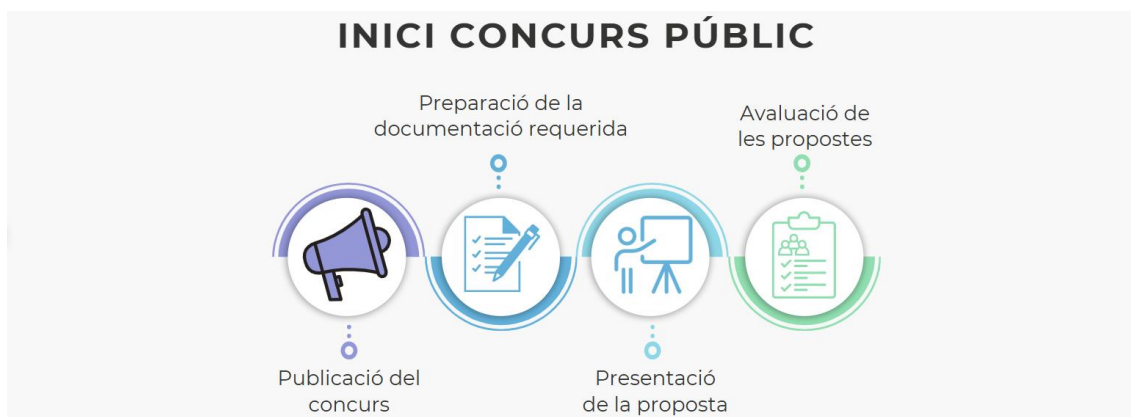 INICI CONCURS PÚBLIC
Preparació de la
documentació requerida
Avaluació de
les propostes
Publicació del
concurs
Presentació
de la proposta